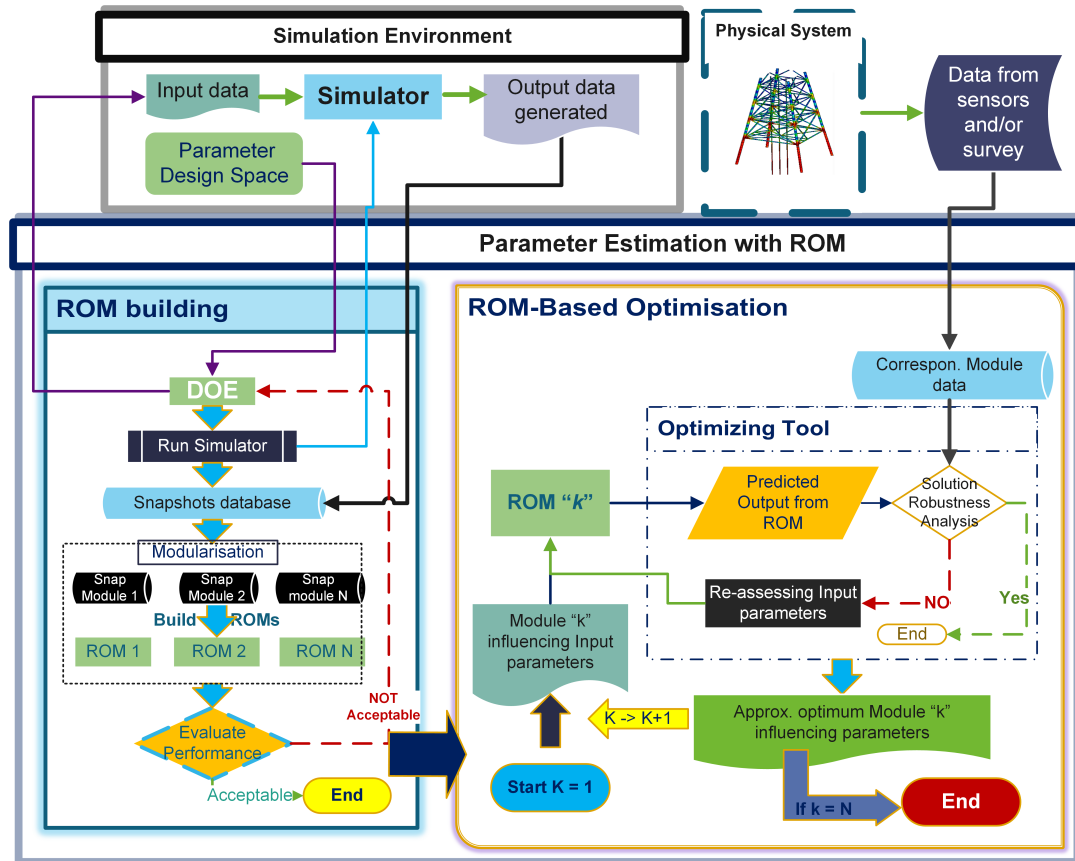 Simulation Environment
Input data
Simulator
Output data
generated
Parameter
Design Space
Physical System
Data from
sensors
and/or
survey
Parameter Estimation with ROM
ROM building
DOE
Run Simulator
Snapshots database
Modularisation
Snap
Module 1
Snap
Module 2
Snap
module N
Build ROMs
ROM 1
ROM 2
ROM N
NOT
Acceptable
Evaluate
Performance
Acceptable
End
ROM-Based Optimisation
Correspon. Module
data
Optimizing Tool
ROM “k”
Predicted
Output from
ROM
Solution
Robustness
Analysis
Re-assessing Input
parameters
NO
Yes
End
Module “k”
influencing Input
parameters
K -> K+1
Approx. optimum Module “k”
influencing parameters
Start K = 1
If k = N
End